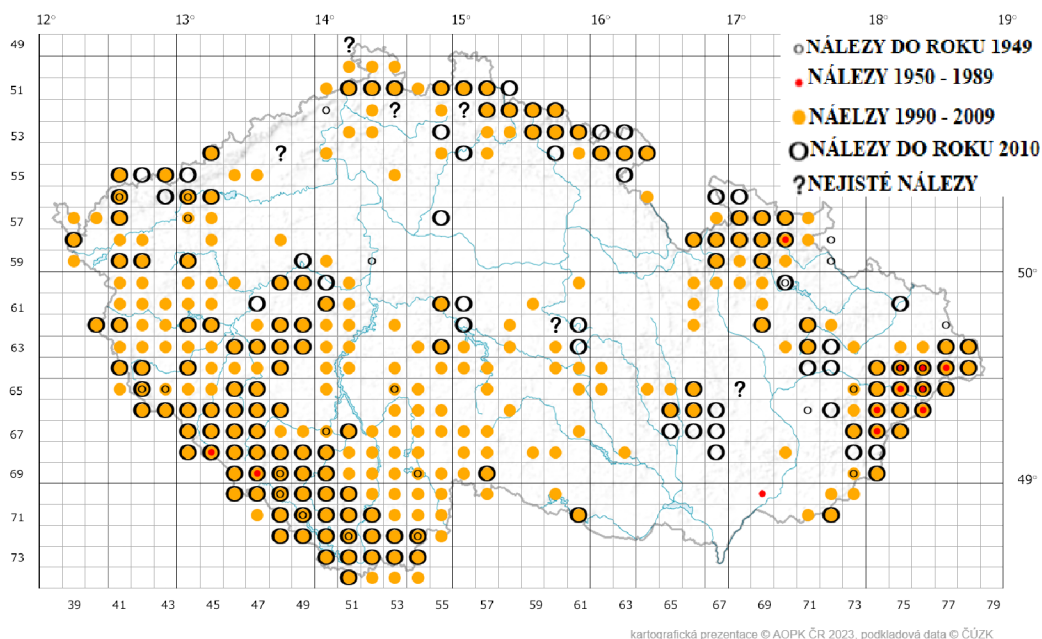 12° 13° 14° 15° 16° 17° 18° 19°
49
51
53
55
57
59
61
63
65
67
69
71
73
50°
49°
39 41 43 45 47 49 51 53 55 57 59 61 63 65 67 69 71 73 75 77 79
NÁLEZY DO ROKU 1949
NÁLEZY 1950 - 1989
NÁELZY 1990 - 2009
NÁLEZY DO ROKU 2010
? NEJISTÉ NÁLEZY
?
? ?
?
?
?
kartografická prezentace © AOPK ČR 2023, podkladová data © ČÚZK